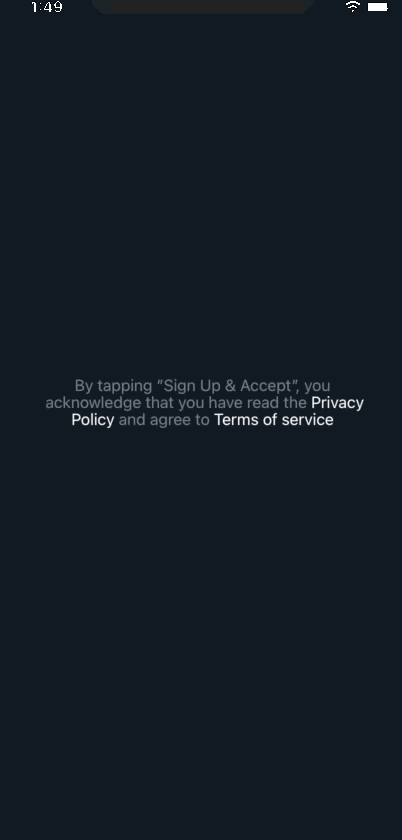 1:49
By tapping “Sign Up & Accept”, you
acknowledge that you have read the Privacy
Policy and agree to Terms of service